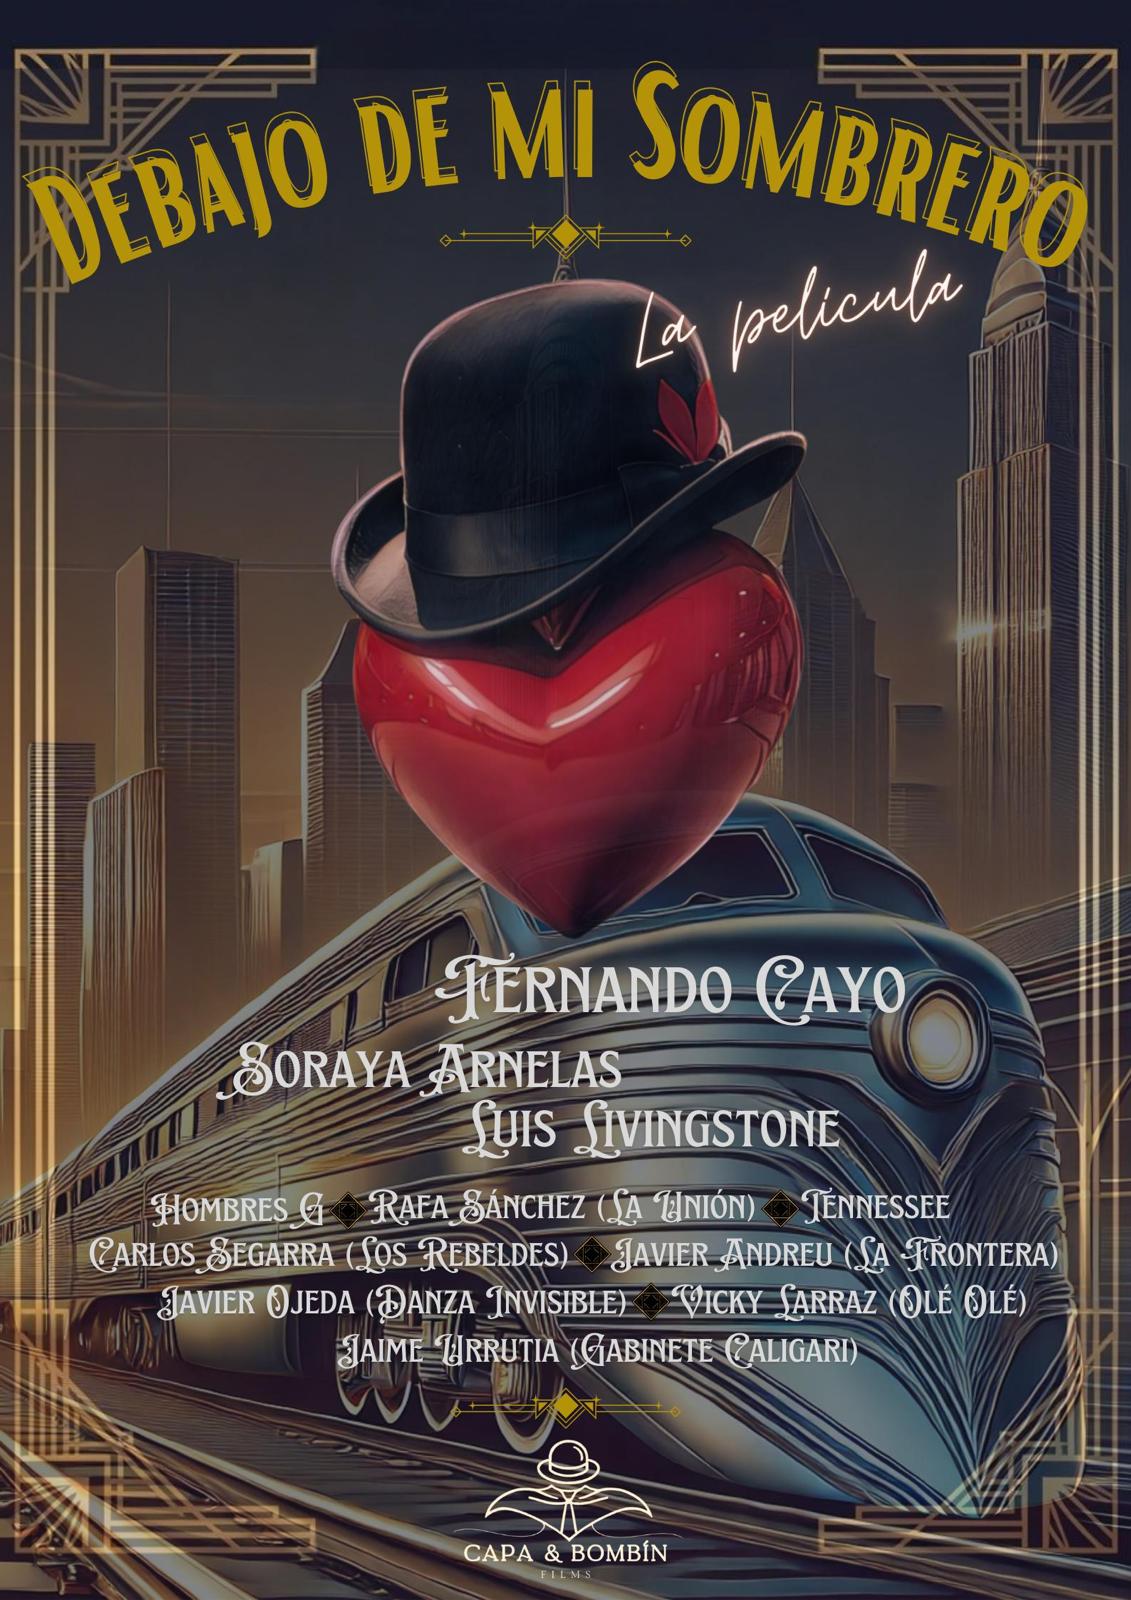 Debajo de mi Sombrero
La película
Fernando Cayo
Soraya Arnelas
Luis Livingstone
Hombres G Rafa Sánchez (La Unión) Tennessee
Carlos Segarra (Los Rebeldes) Javier Andreu (La Frontera)
Javier Ojeda (Danza Invisible) Vicky Larraz (Olé Olé)
Jaime Urrutia (Gabinete Caligari)
CAPA & BOMBÍN
FILMS